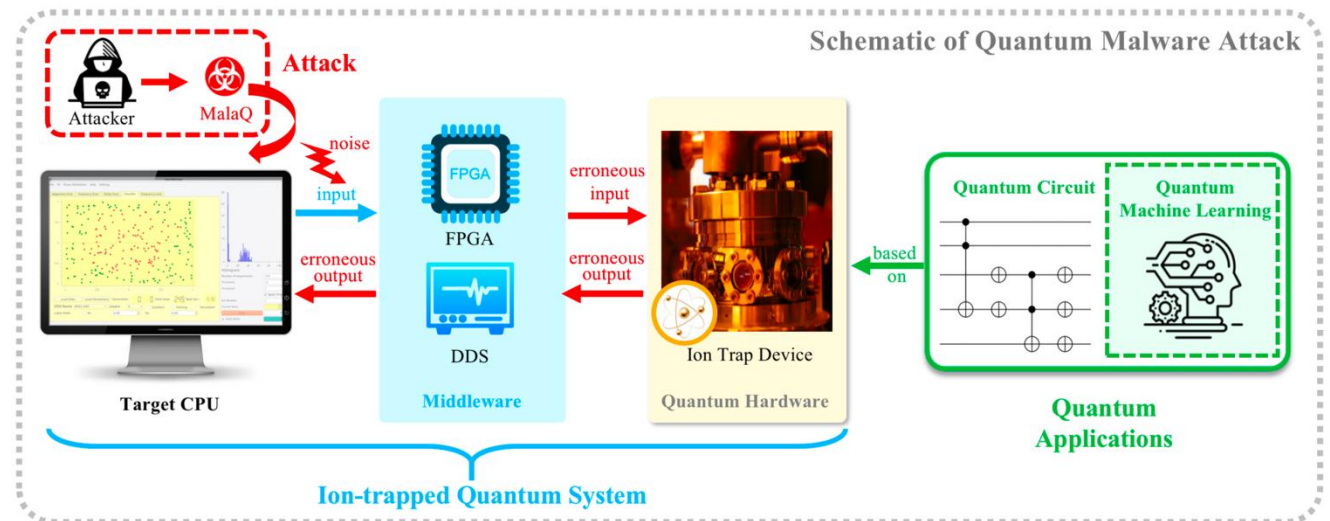 Schematic of Quantum Malware Attack
Attack
Attacker
MalaQ
noise
input
erroneous
output
Target CPU
FPGA
FPGA
DDS
Middleware
erroneous
input
erroneous
output
Ion Trap Device
Quantum Hardware
based
on
Quantum Circuit
Quantum
Machine Learning
Quantum
Applications
Ion-trapped Quantum System